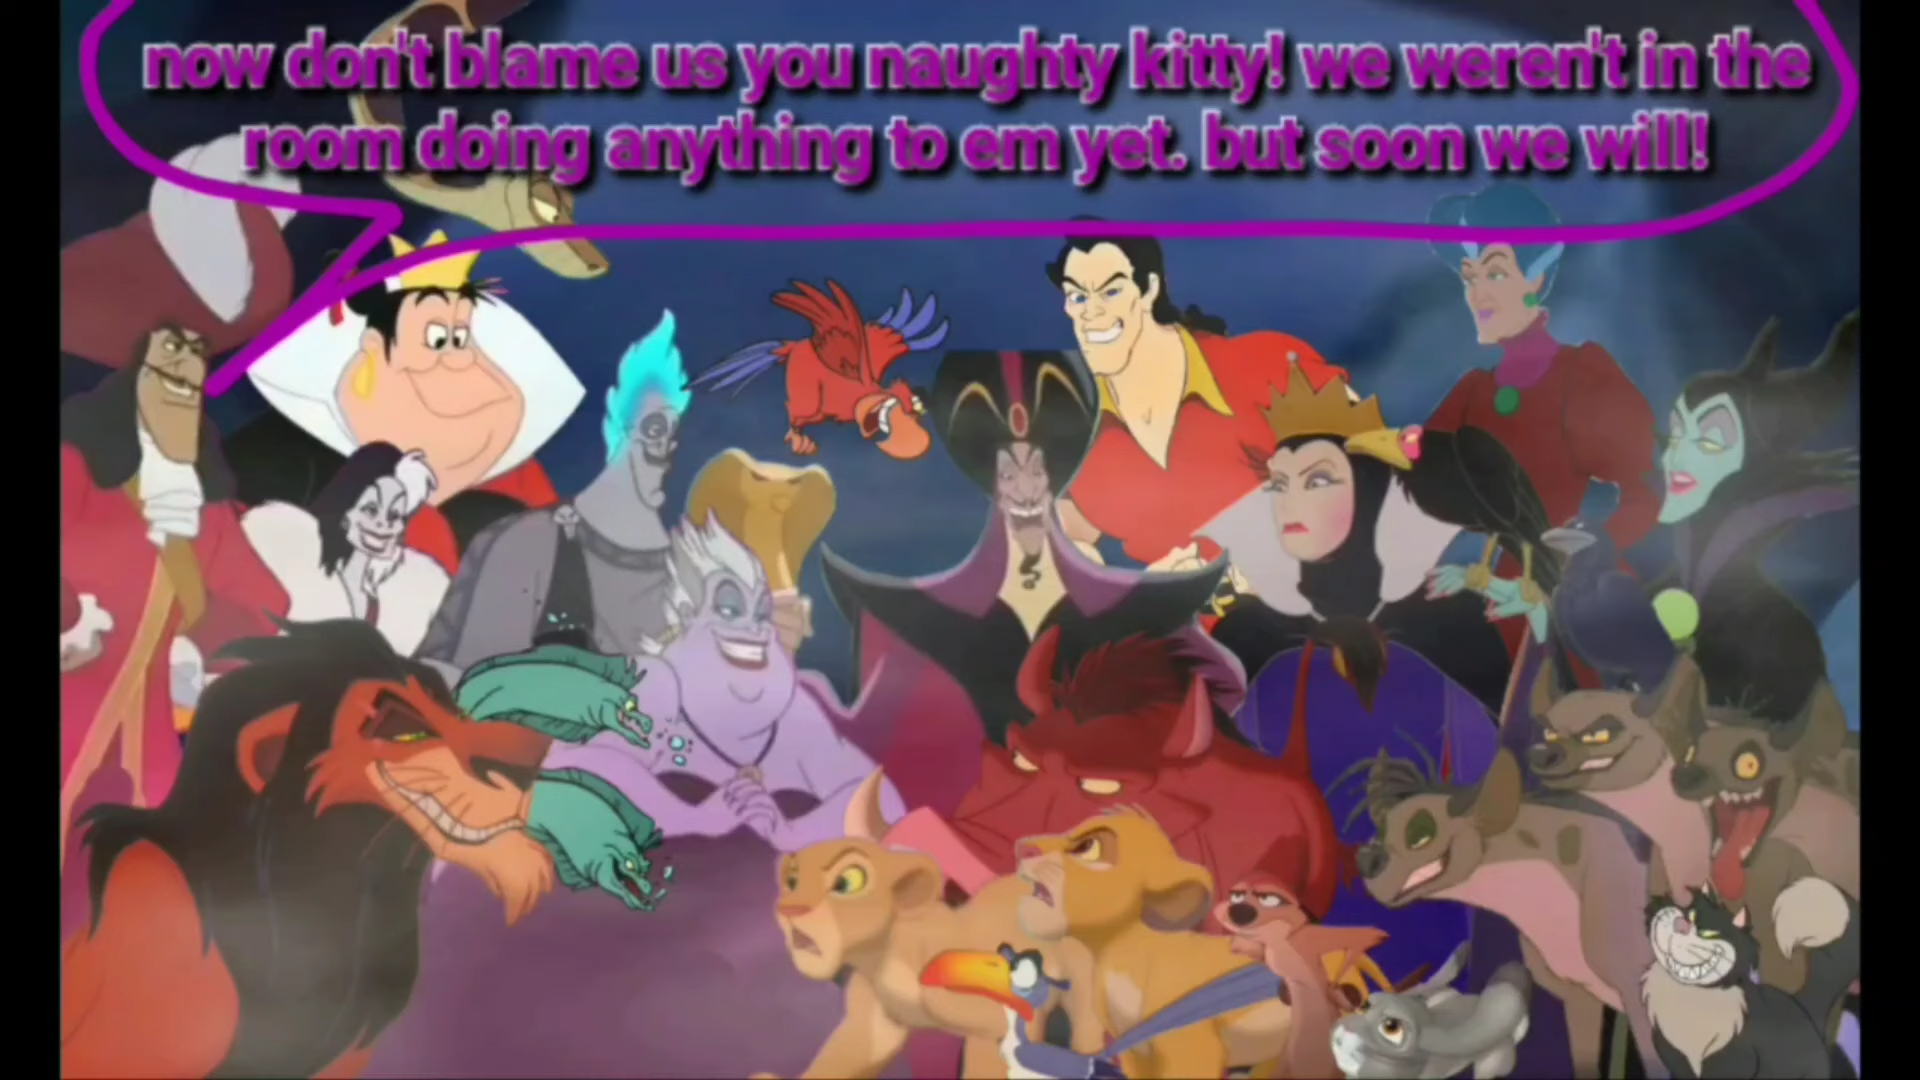 now don't blame us you naughty kitty! we weren't in the
room doing anything to em yet. but soon we will!